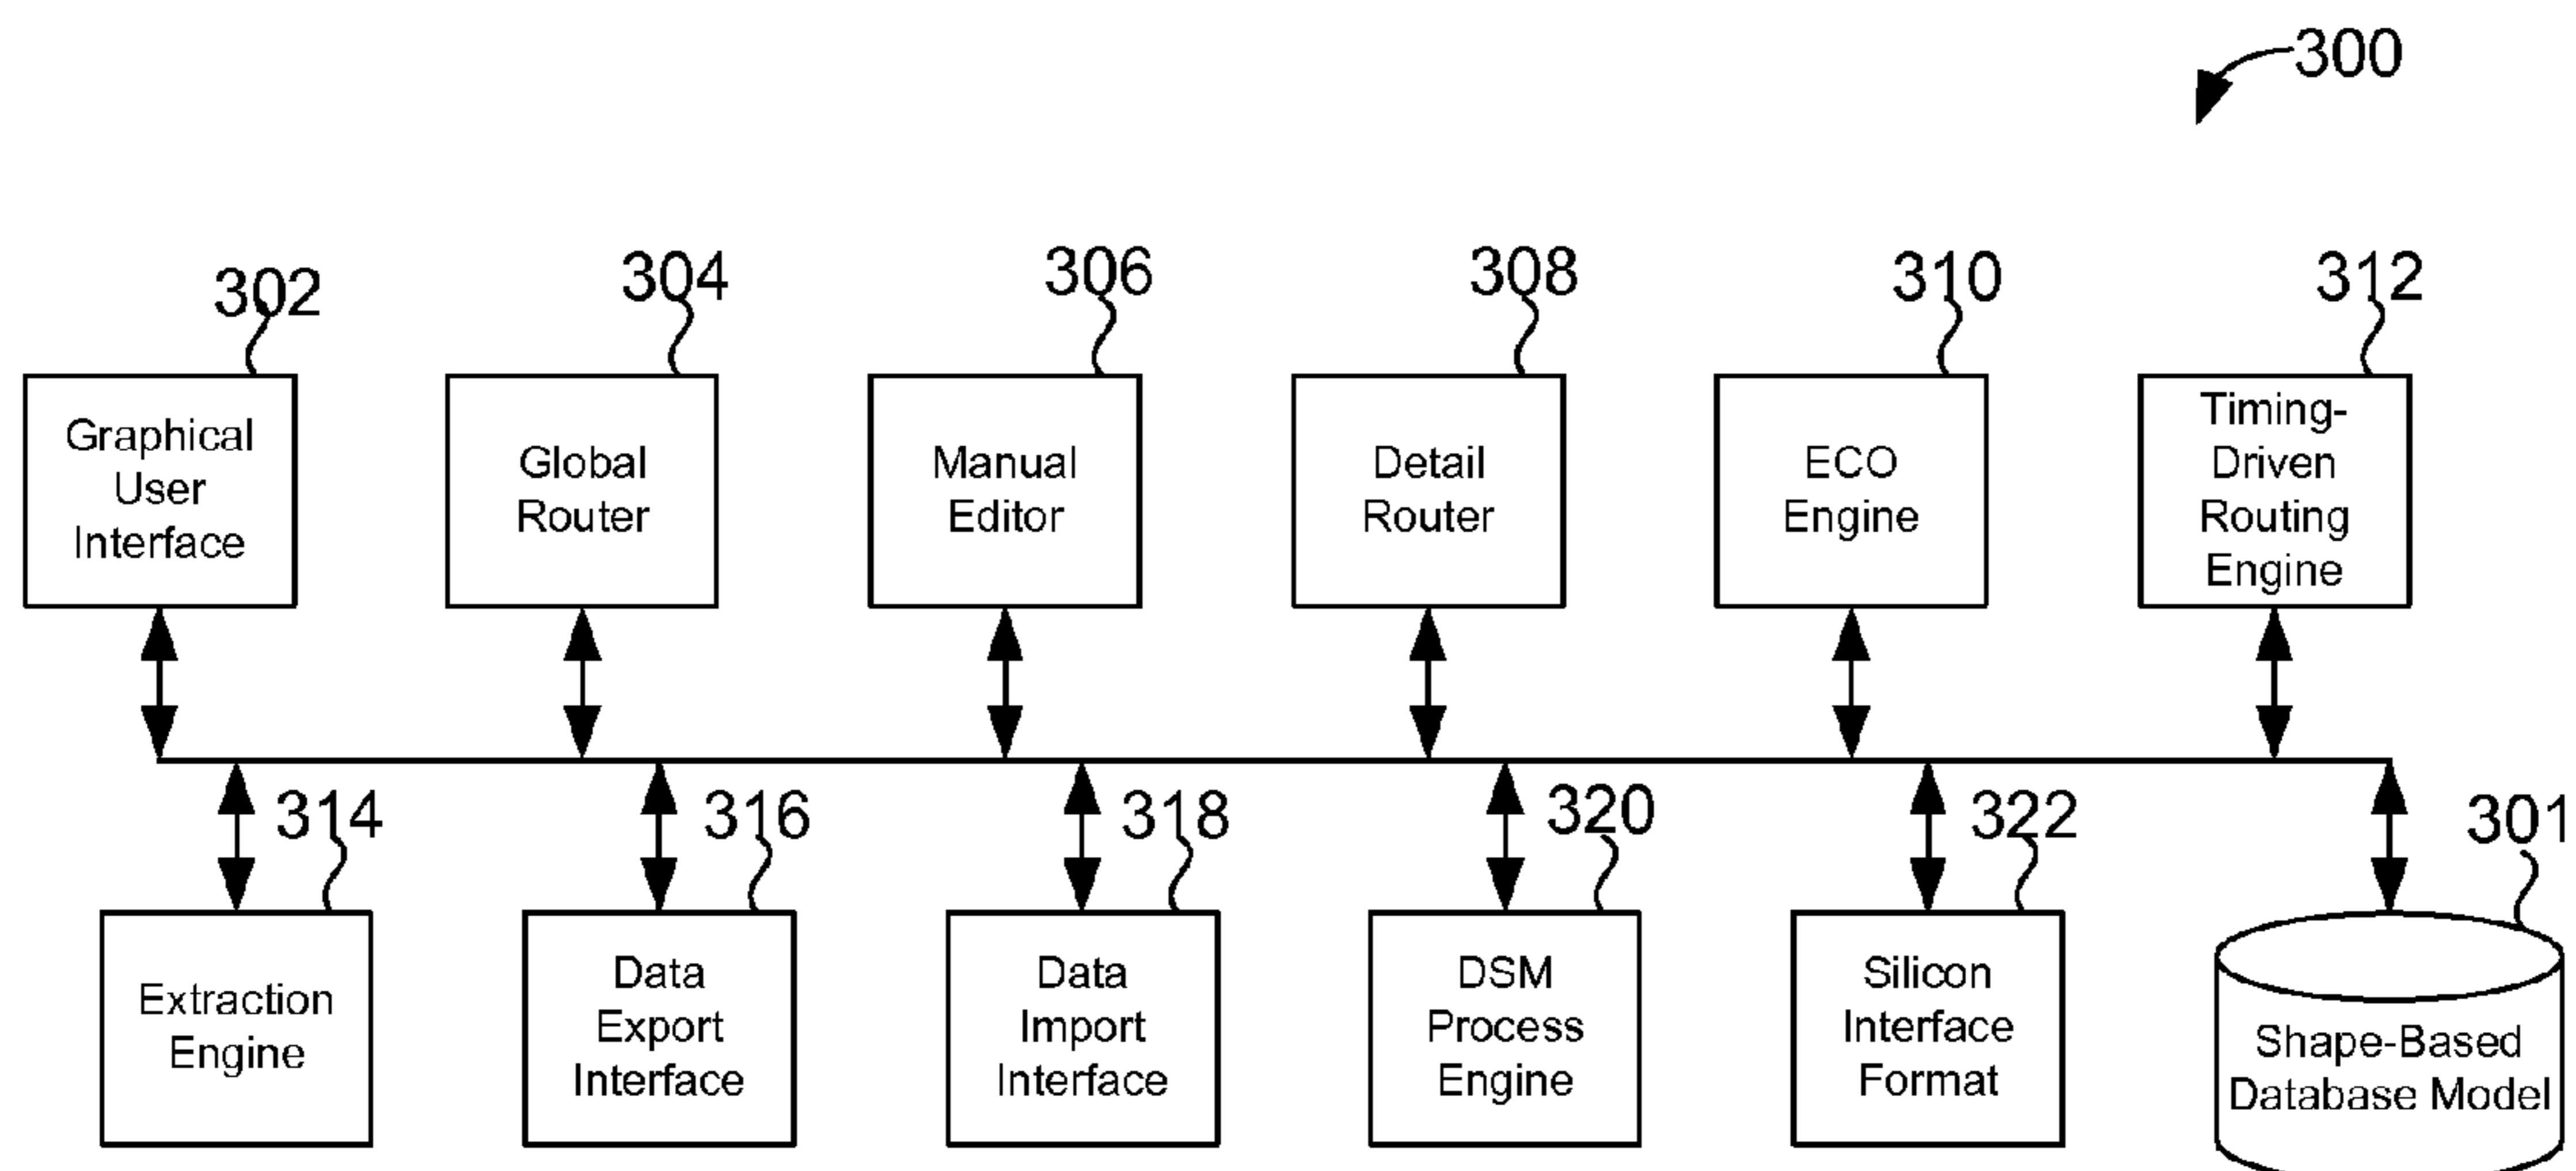 300
302
304
306
308
310
312
Graphical
User
Interface
Global
Router
Manual
Editor
Detail
Router
ECO
Engine
Timing-
Driven
Routing
Engine
314
316
318
320
322
301
Extraction
Engine
Data
Export
Interface
Data
Import
Interface
DSM
Process
Engine
Silicon
Interface
Format
Shape-Based
Database Model